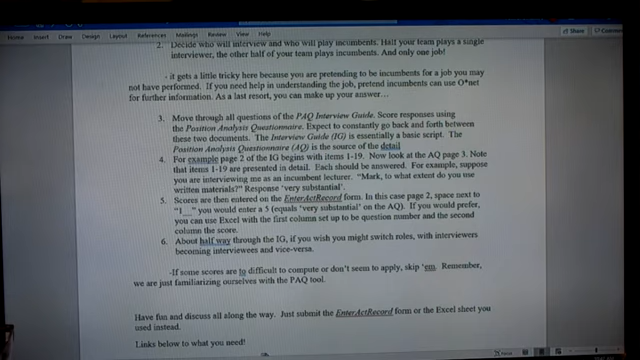 Home Insert Draw Design Layout References Mailings Review View Help
Share
2. Decide who will interview and who will play incumbents. Half your team plays a single
interviewer, the other half of your team plays incumbents. And only one job!
- it gets a little tricky here because you are pretending to be incumbents for a job you may
not have performed. If you need help in understanding the job, pretend incumbents can use O*net
for further information. As a last resort, you can make up your answer…
3. Move through all questions of the PAQ Interview Guide. Score responses using
the Position Analysis Questionnaire. Expect to constantly go back and forth between
these two documents. The Interview Guide (IG) is essentially a basic script. The
Position Analysis Questionnaire (AQ) is the source of the detail
4. For example page 2 of the IG begins with items 1-19. Now look at the AQ page 3. Note
that items 1-19 are presented in detail. Each should be answered. For example, suppose
you are interviewing me as an incumbent lecturer. “Mark, to what extent do you use
written materials?” Response ‘very substantial’.
5. Scores are then entered on the EnterActRecord form. In this case page 2, space next to
“1__” you would enter a 5 (equals ‘very substantial’ on the AQ). If you would prefer,
you can use Excel with the first column set up to be question number and the second
column the score.
6. About half way through the IG, if you wish you might switch roles, with interviewers
becoming interviewees and vice-versa.
-If some scores are to difficult to compute or don’t seem to apply, skip ‘em. Remember,
we are just familiarizing ourselves with the PAQ tool.
Have fun and discuss all along the way. Just submit the EnterActRecord form or the Excel sheet you
used instead.
Links below to what you need!